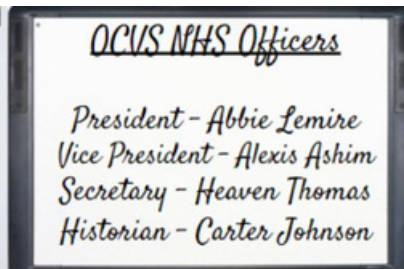 OCVS NHS Officers
President - Abbie Lemire
Vice President - Alexis Ashim
Secretary - Heaven Thomas
Historian - Carter Johnson